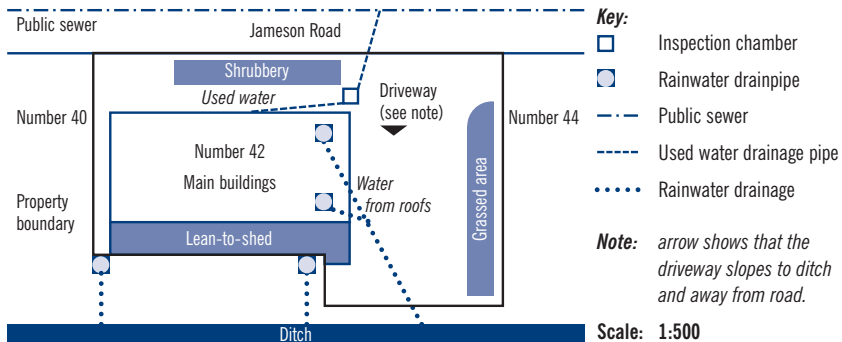 Public sewer
Jameson Road
Shrubbery
Used water
Driveway
(see note)
Number 40
Number 44
Number 42
Main buildings
Water
from roofs
Grassed area
Property
boundary
Lean-to-shed
Ditch
Key:
Inspection chamber
Rainwater drainpipe
Public sewer
Used water drainage pipe
Rainwater drainage
Note: arrow shows that the
driveway slopes to ditch
and away from road.
Scale: 1:500